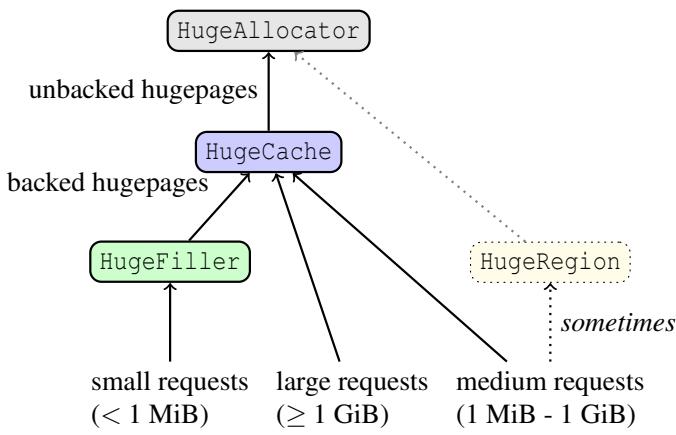 HugeAllocator
unbacked hugepages
HugeCache
backed hugepages
HugeFiller
HugeRegion
sometimes
small requests
(< 1 MiB)
large requests
(≥ 1 GiB)
medium requests
(1 MiB - 1 GiB)